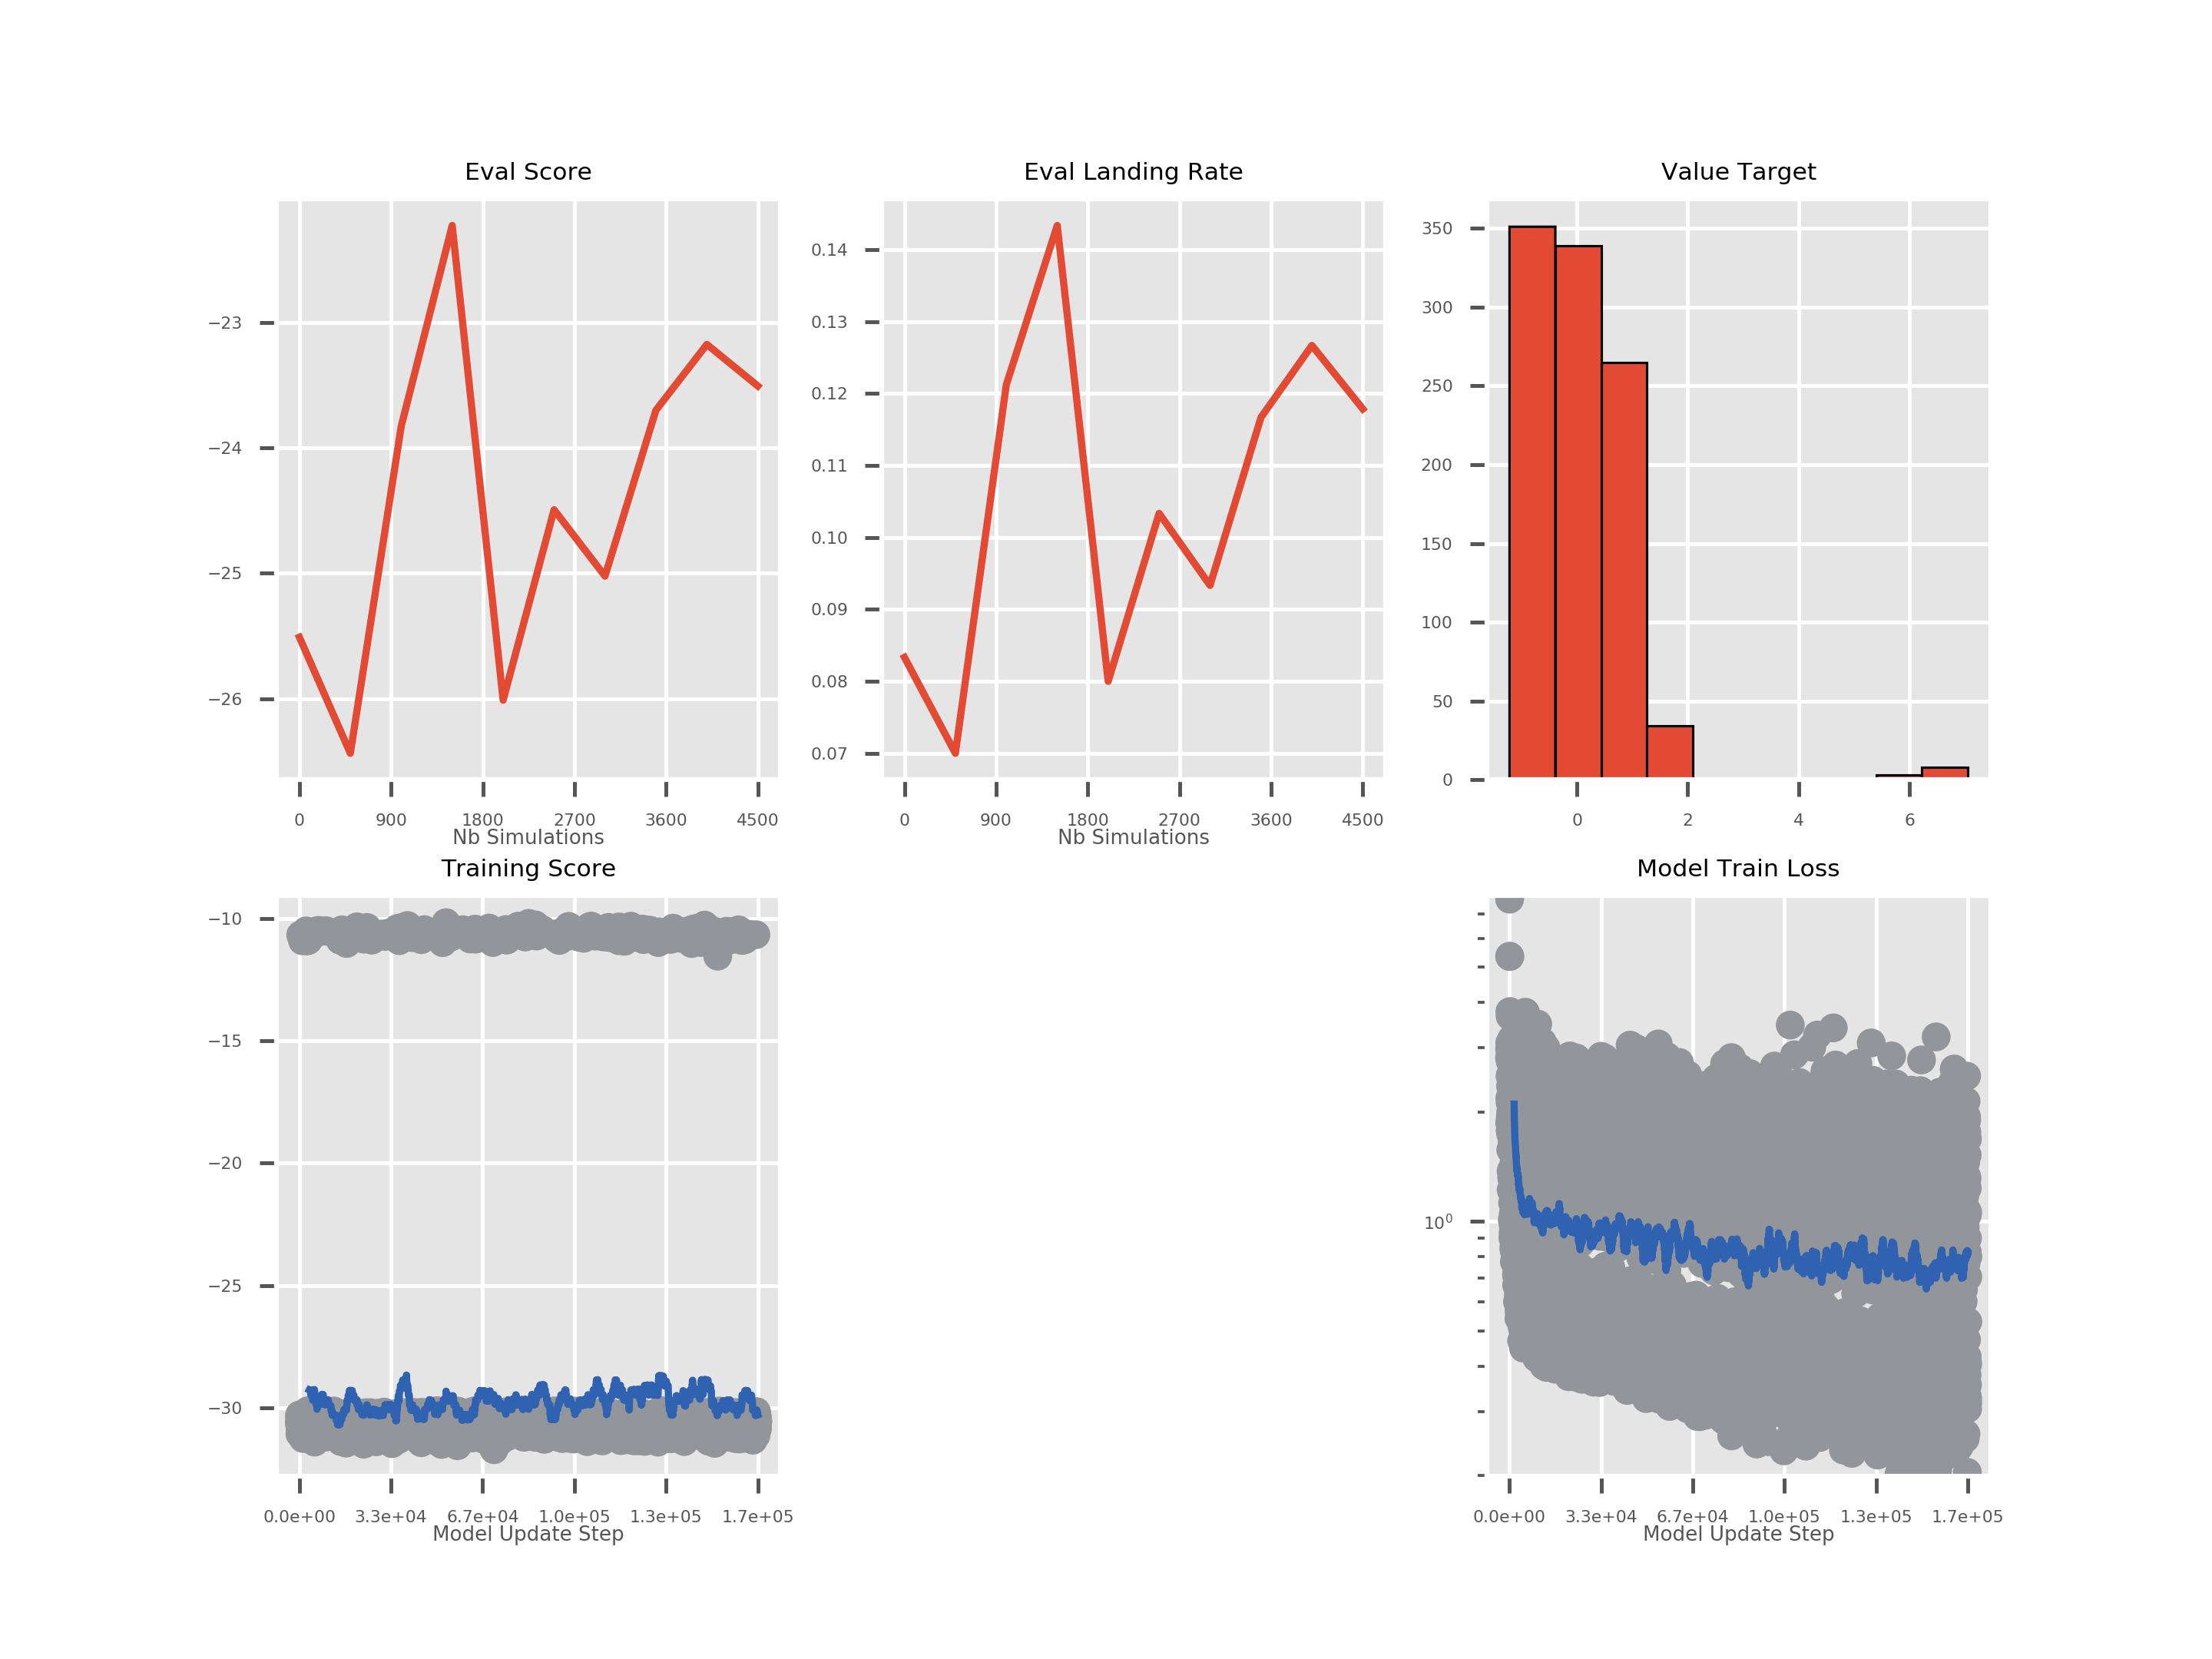 Eval Score
−23
−24
−25
−26
0 900 1800 2700 3600 4500
Nb Simulations
Eval Landing Rate
0.14
0.13
0.12
0.11
0.10
0.09
0.08
0.07
0 900 1800 2700 3600 4500
Nb Simulations
Value Target
350
300
250
200
150
100
50
0
0 2 4 6
Training Score
−10
−15
−20
−25
−30
0.0e+00 3.3e+04 6.7e+04 1.0e+05 1.3e+05 1.7e+05
Model Update Step
Model Train Loss
10⁰
0.0e+00 3.3e+04 6.7e+04 1.0e+05 1.3e+05 1.7e+05
Model Update Step